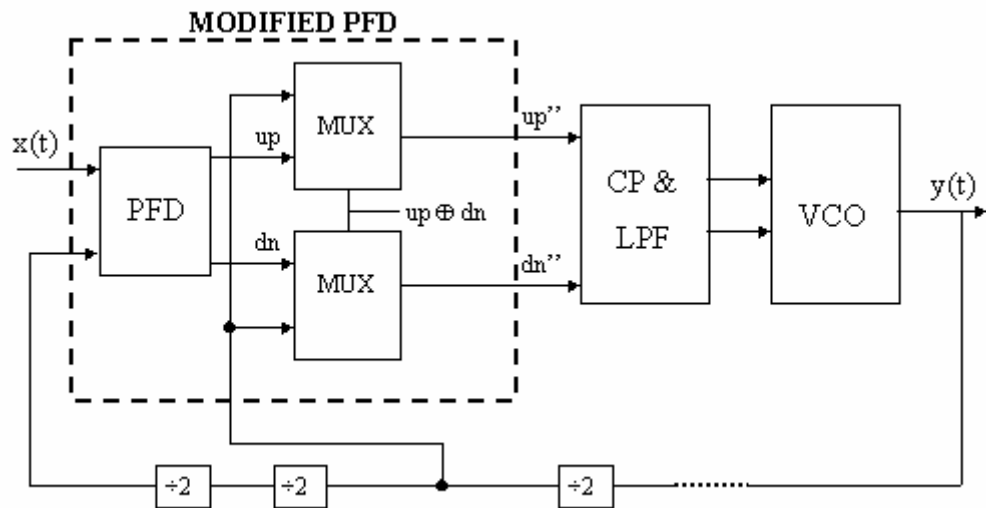 MODIFIED PFD
x(t)
PFD
up
dn
MUX
up ⊕ dn
MUX
up’’
dn’’
CP &
LPF
VCO
y(t)
÷2
÷2
÷2